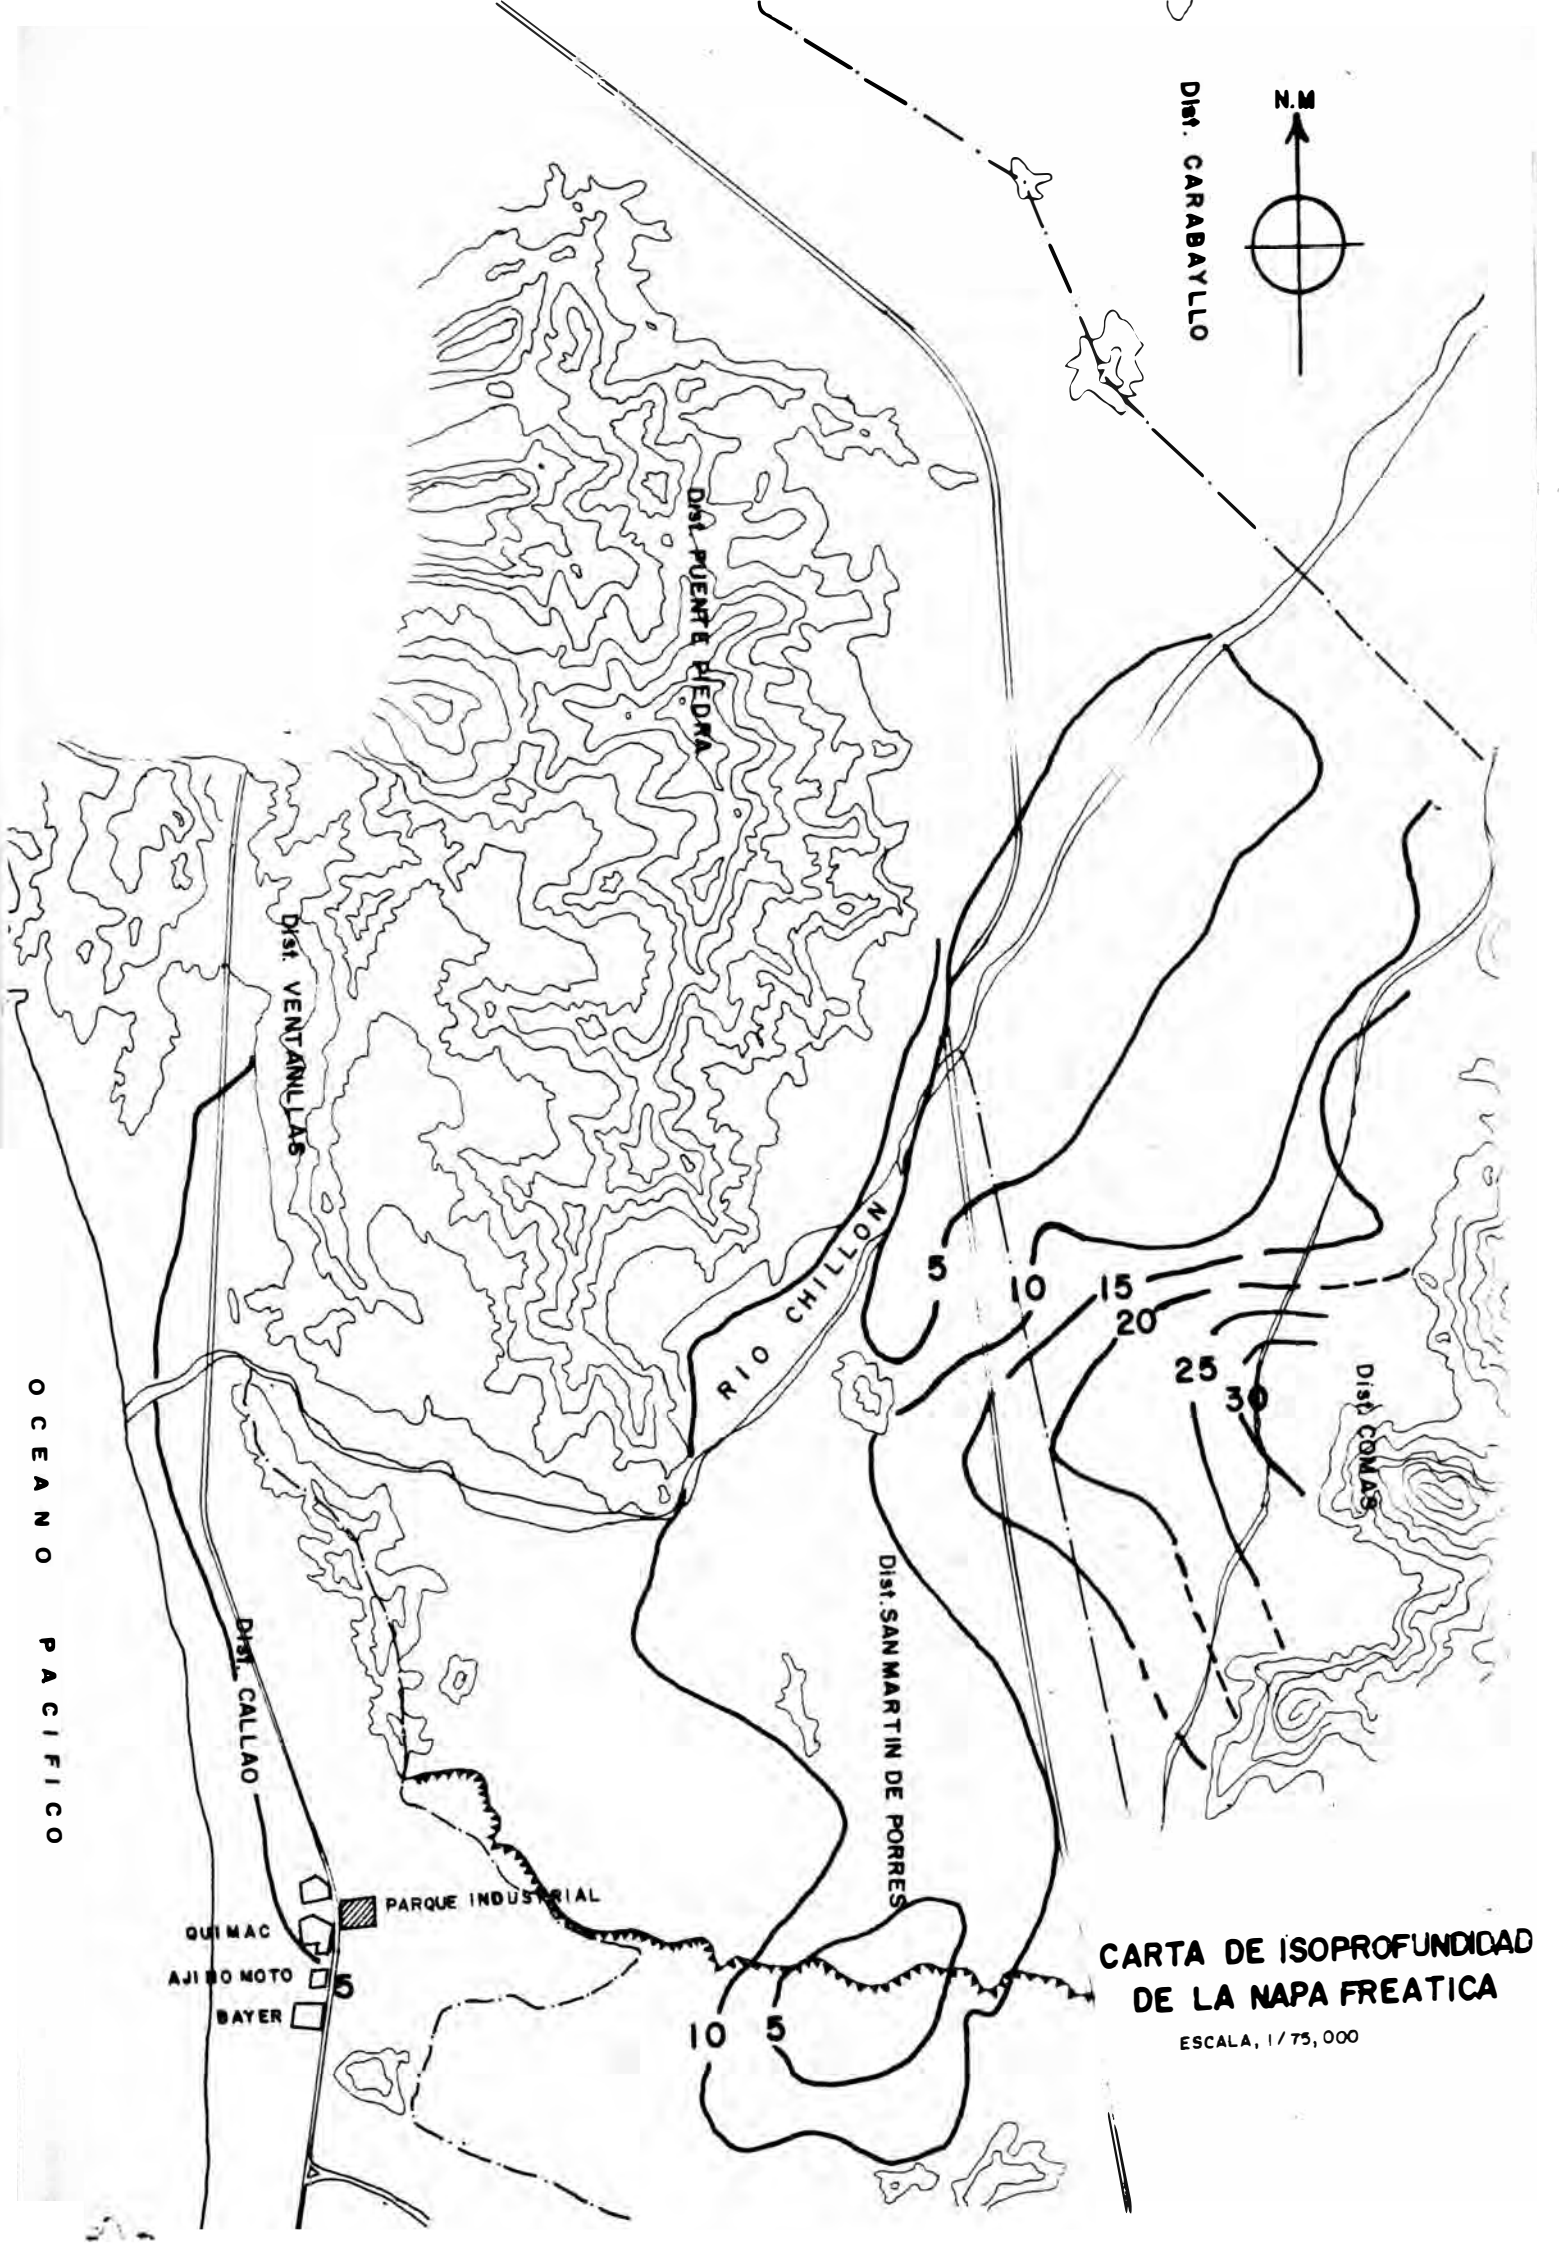 N.M
Dist. CARABAYLLO
Dist. PUENTE PIEDRA
Dist. VENTANILLAS
RIO CHILLON
5
10
15
20
25
30
Dist. COMAS
OCEANO PACIFICO
Dist. SAN MARTIN DE PORRES
Dist. CALLAO
PARQUE INDUSTRIAL
QUIMAC
AJINOMOTO
5
BAYER
10
5
CARTA DE ISOPROFUNDIDAD
DE LA NAPA FREATICA
ESCALA, 1/75,000